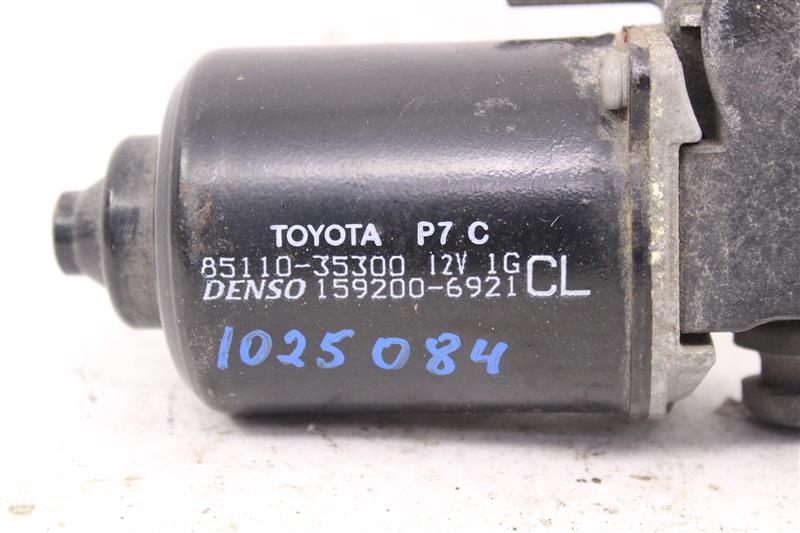 TOYOTA P7 C
85110-35300 12V 1G CL
DENSO 159200-6921
1025084